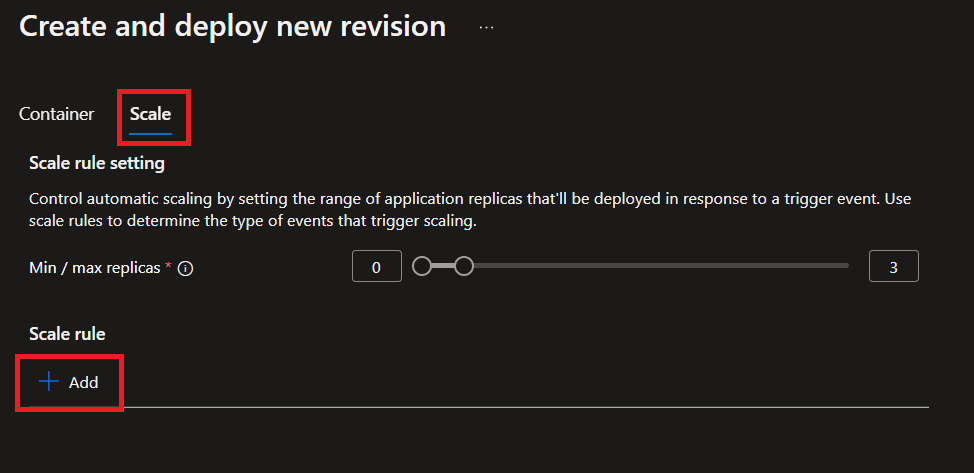 Create and deploy new revision ...
Container Scale
Scale rule setting
Control automatic scaling by setting the range of application replicas that'll be deployed in response to a trigger event. Use
scale rules to determine the type of events that trigger scaling.
Min / max replicas * 0 3
Scale rule
+ Add